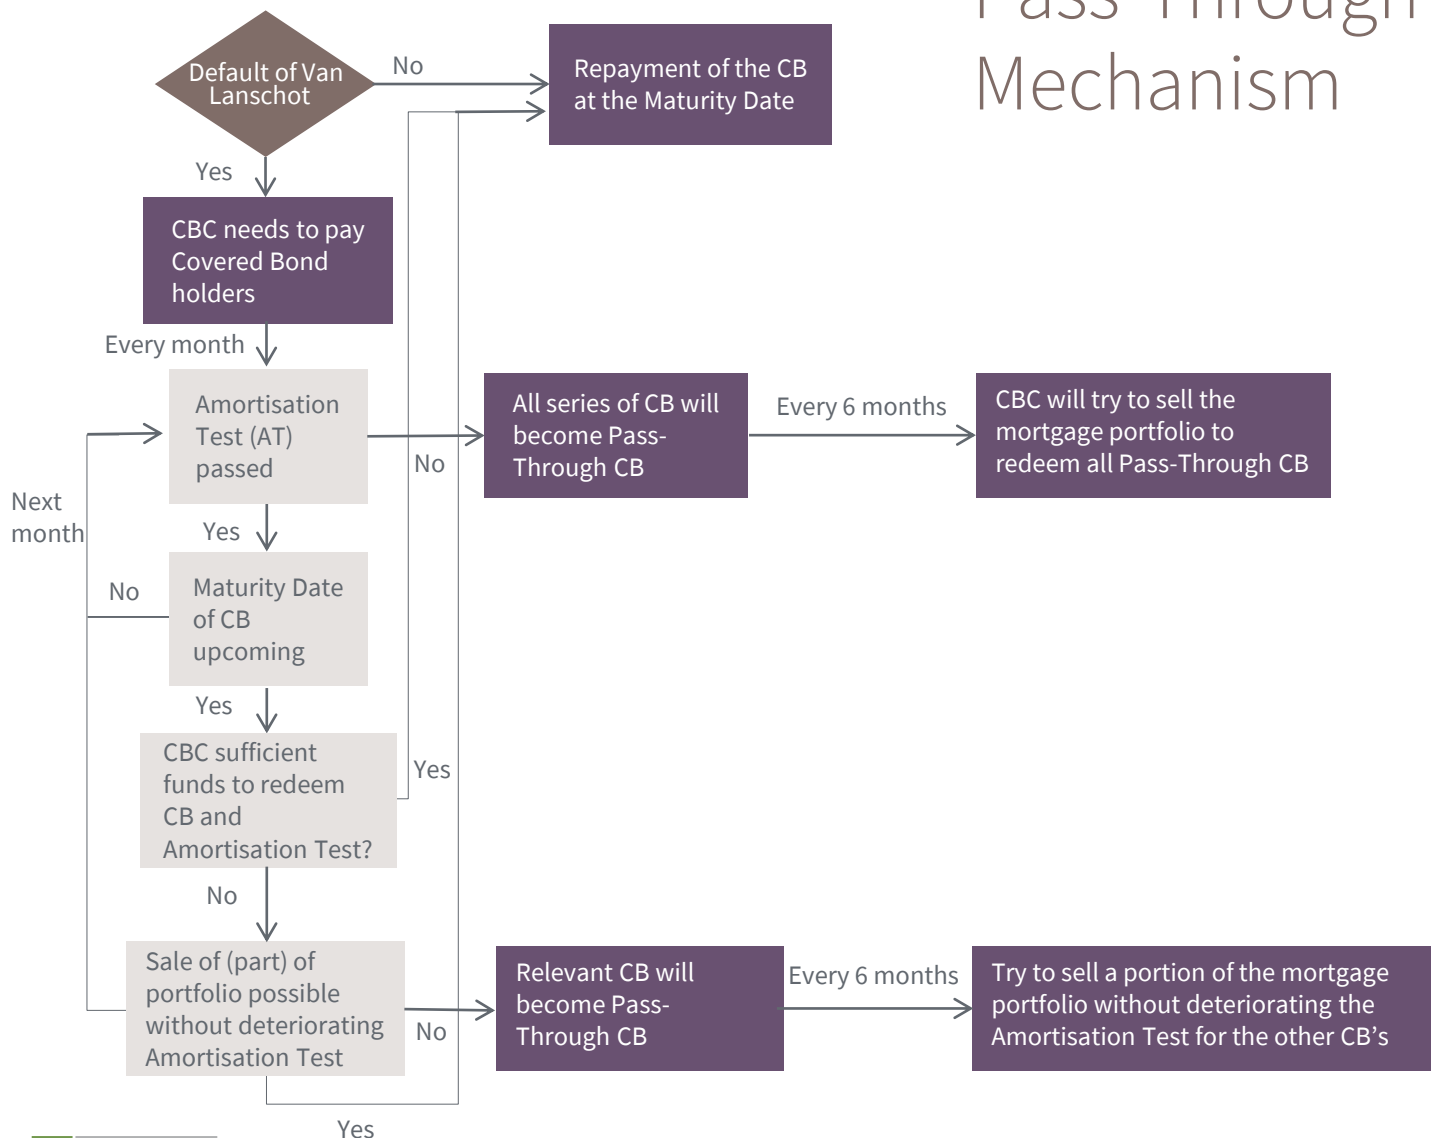 Pass-Through
Mechanism
Default of Van
Lanschot
No
Repayment of the CB
at the Maturity Date
Yes
CBC needs to pay
Covered Bond
holders
Every month
Amortisation
Test (AT)
passed
No
All series of CB will
become Pass-
Through CB
Every 6 months
CBC will try to sell the
mortgage portfolio to
redeem all Pass-Through CB
Next
month
Yes
No
Maturity Date
of CB
upcoming
Yes
CBC sufficient
funds to redeem
CB and
Amortisation Test?
Yes
No
Sale of (part) of
portfolio possible
without deteriorating
Amortisation Test
No
Relevant CB will
become Pass-
Through CB
Every 6 months
Try to sell a portion of the mortgage
portfolio without deteriorating the
Amortisation Test for the other CB’s
Yes